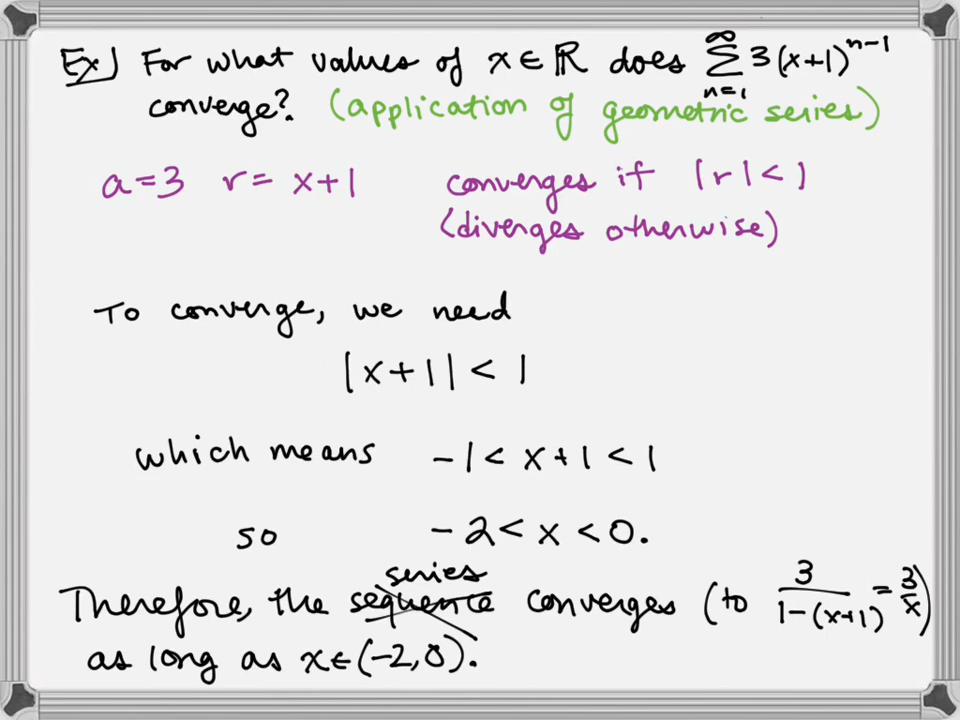 Ex) For what values of x ∈ ℝ does ∑_{n=1}^{∞} 3(x+1)^{n-1}
converge? (application of geometric series)
a=3 r= x+1 converges if |r|<1
(diverges otherwise)
To converge, we need
|x+1| < 1
which means -1 < x+1 < 1
so -2 < x < 0.
Therefore, the ~~sequence~~ series converges (to 3/(1-(x+1)) = 3/x)
as long as x∈(-2,0).